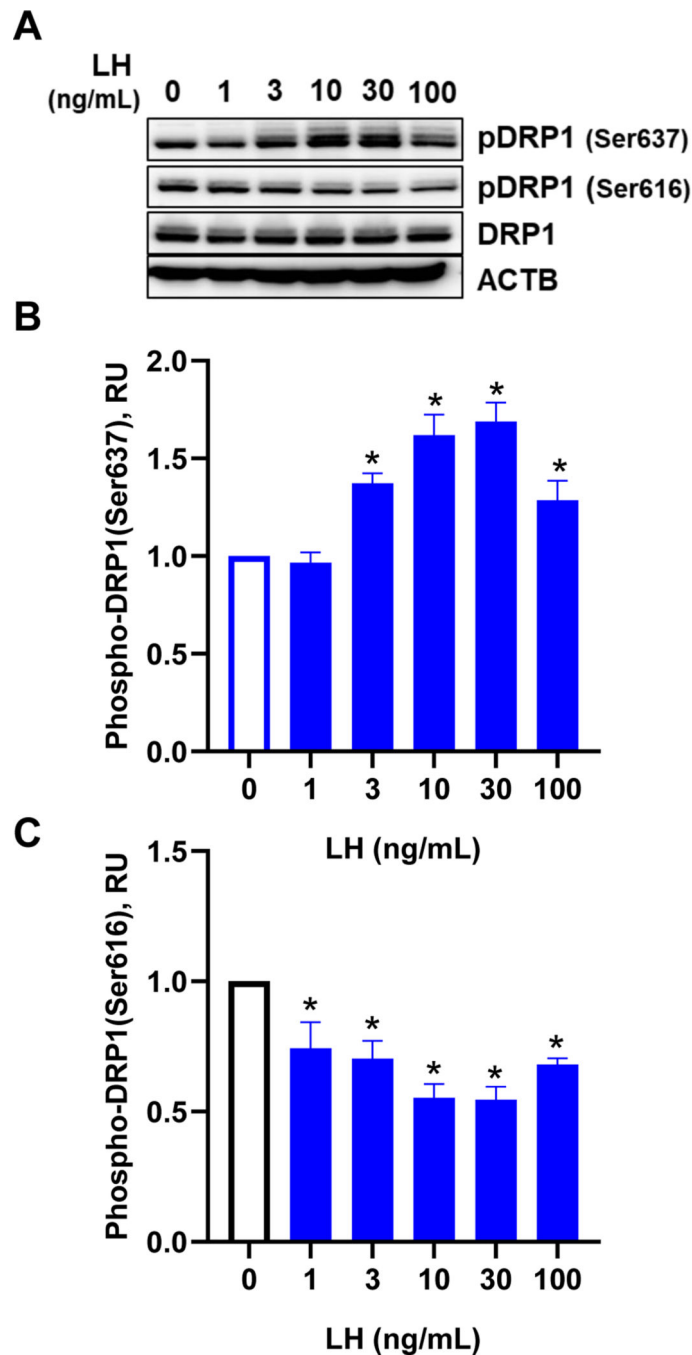 A
LH
(ng/mL)
0 1 3 10 30 100
pDRP1 (Ser637)
pDRP1 (Ser616)
DRP1
ACTB
B
Phospho-DRP1(Ser637), RU
2.0
1.5
1.0
0.5
0.0
* * * *
0 1 3 10 30 100
LH (ng/mL)
C
Phospho-DRP1(Ser616), RU
1.5
1.0
0.5
0.0
* * * * *
0 1 3 10 30 100
LH (ng/mL)